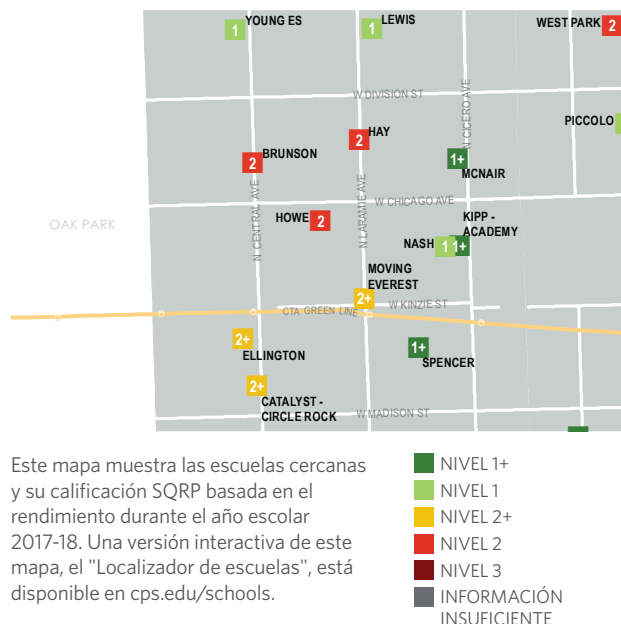 1 YOUNG ES
1 LEWIS
WEST PARK 2
W DIVISION ST
N CICERO AVE
PICCOLO
2 HAY
2 BRUNSON
1+
MCNAIR
N CENTRAL AVE
N LARAMIE AVE
W CHICAGO AVE
OAK PARK
HOWE 2
KIPP -
ACADEMY
NASH 1 1+
MOVING
EVEREST
2+
W KINZIE ST
CTA GREEN LINE
2+
ELLINGTON
1+
SPENCER
2+
CATALYST -
CIRCLE ROCK
W MADISON ST
Este mapa muestra las escuelas cercanas
y su calificación SQRP basada en el
rendimiento durante el año escolar
2017-18. Una versión interactiva de este
mapa, el "Localizador de escuelas", está
disponible en cps.edu/schools.
NIVEL 1+
NIVEL 1
NIVEL 2+
NIVEL 2
NIVEL 3
INFORMACIÓN
INSUFICIENTE